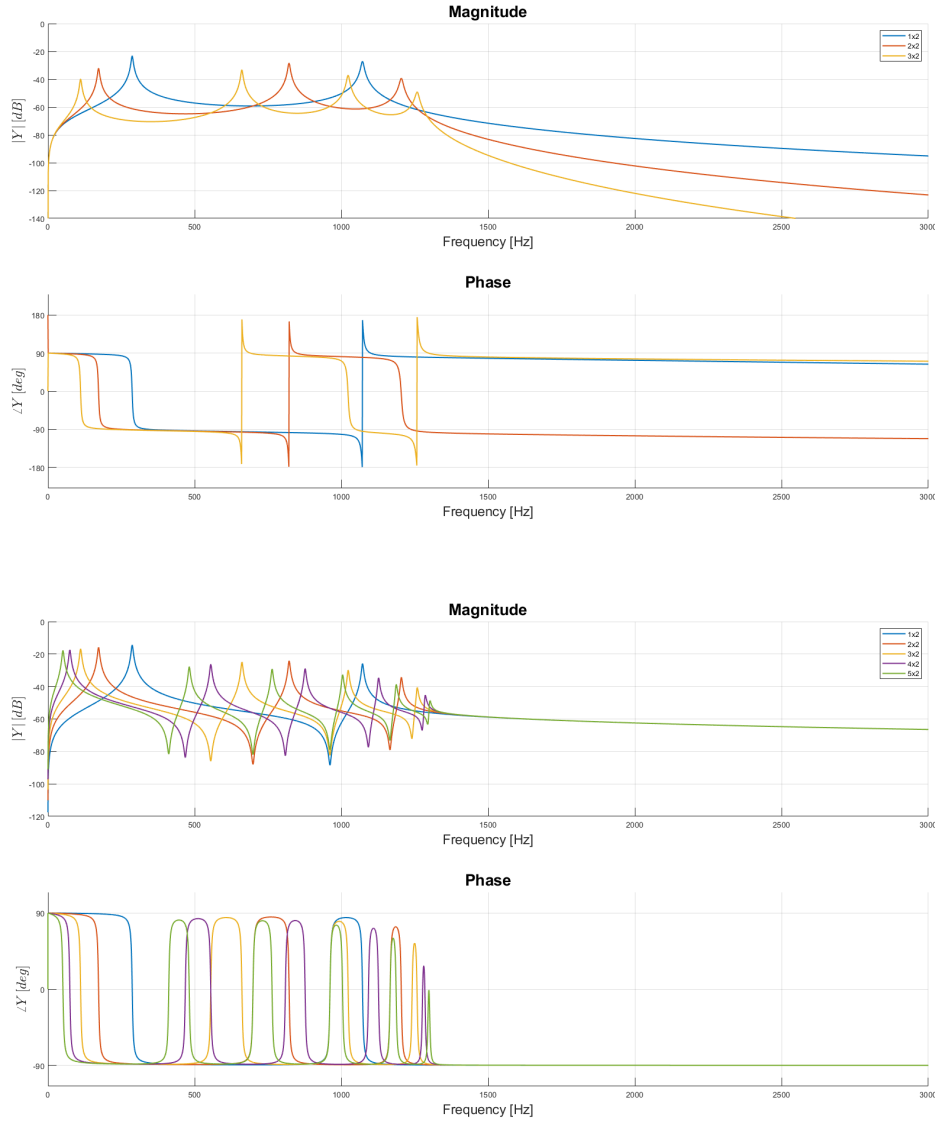 Magnitude
0
-20
-40
-60
-80
-100
-120
-140
|Y| [dB]
1x2
2x2
3x2
0
500
1000
1500
2000
2500
3000
Frequency [Hz]
Phase
180
90
0
-90
-180
∠Y [deg]
0
500
1000
1500
2000
2500
3000
Frequency [Hz]
Magnitude
0
-20
-40
-60
-80
-100
-120
|Y| [dB]
1x2
2x2
3x2
4x2
5x2
0
500
1000
1500
2000
2500
3000
Frequency [Hz]
Phase
90
0
-90
∠Y [deg]
0
500
1000
1500
2000
2500
3000
Frequency [Hz]